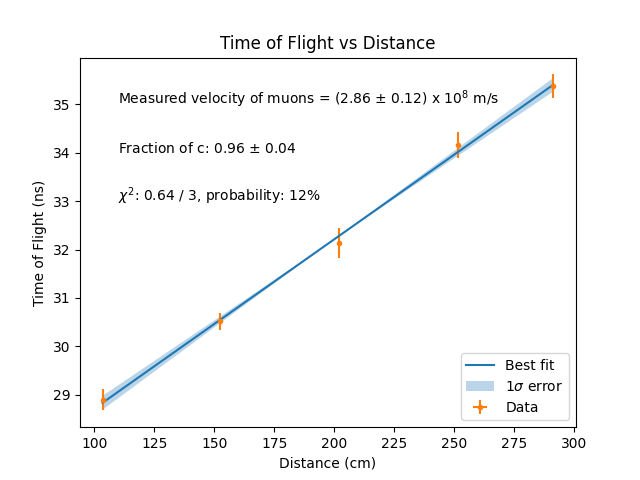 Time of Flight vs Distance
Measured velocity of muons = (2.86 ± 0.12) x 10⁸ m/s
Fraction of c: 0.96 ± 0.04
χ²: 0.64 / 3, probability: 12%
Time of Flight (ns)
35
34
33
32
31
30
29
Best fit
1σ error
Data
100 125 150 175 200 225 250 275 300
Distance (cm)